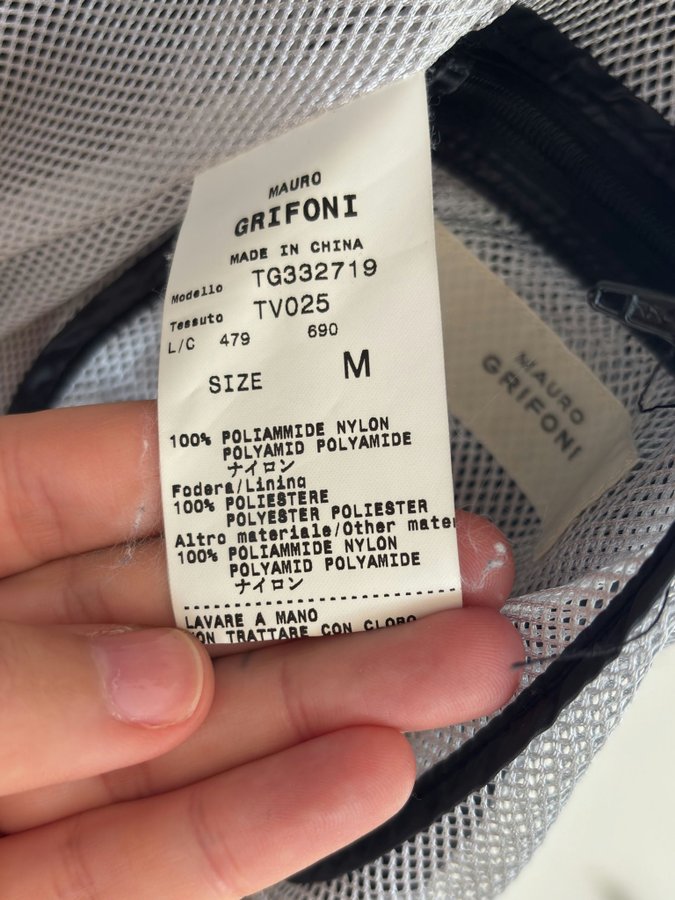 MAURO
GRIFONI
MADE IN CHINA
Modello TG332719
Tessuto TV025
L/C 479 690
SIZE M
100% POLIAMMIDE NYLON
POLYAMID POLYAMIDE
ナイロン
Fodera/Lining
100% POLIESTERE
POLYESTER POLIESTER
Altro materiale/Other mater
100% POLIAMMIDE NYLON
POLYAMID POLYAMIDE
ナイロン
LAVARE A MANO
NON TRATTARE CON CLORO
MAURO
GRIFONI